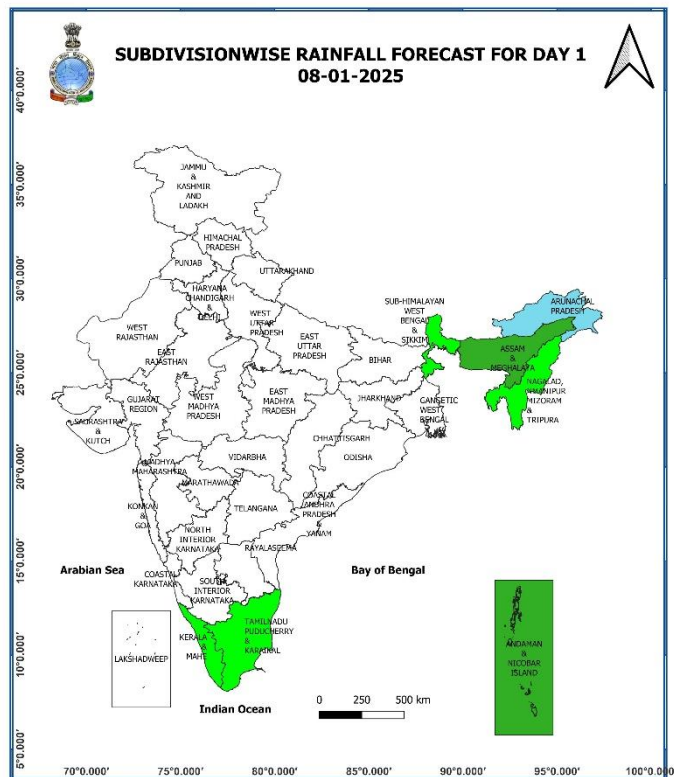 SUBDIVISIONWISE RAINFALL FORECAST FOR DAY 1
08-01-2025
40°0.000'
35°0.000'
30°0.000'
25°0.000'
20°0.000'
15°0.000'
10°0.000'
5°0.000'
JAMMU
&
KASHMIR
AND
LADAKH
HIMACHAL
PRADESH
PUNJAB
UTTARAKHAND
HARYANA
CHANDIGARH
&
DELHI
WEST
UTTAR
PRADESH
EAST
UTTAR
PRADESH
WEST
RAJASTHAN
EAST
RAJASTHAN
SUB-HIMALAYAN
WEST
BENGAL
&
SIKKIM
ARUNACHAL
PRADESH
ASSAM
&
MEGHALAYA
NAGALAD,
MANIPUR
MIZORAM
&
TRIPURA
BIHAR
JHARKHAND
GANGETIC
WEST
BENGAL
GUJARAT
REGION
SAURASHTRA
&
KUTCH
WEST
MADHYA
PRADESH
EAST
MADHYA
PRADESH
CHHATITSGARH
ODISHA
VIDARBHA
MADHYA
MAHARASHTRA
MARATHAWADA
KONKAN
&
GOA
TELANGANA
COASTAL
ANDHRA
PRADESH
&
YANAM
NORTH
INTERIOR
KARNATAKA
RAYALASEEMA
COASTAL
KARNATAKA
SOUTH
INTERIOR
KARNATAKA
Arabian Sea
Bay of Bengal
TAMILNADU
PUDUCHERRY
&
KARAIKAL
KERALA
&
MAHE
LAKSHADWEEP
ANDAMAN
&
NICOBAR
ISLAND
Indian Ocean
0 250 500 km
70°0.000' 75°0.000' 80°0.000' 85°0.000' 90°0.000' 95°0.000' 100°0.000'